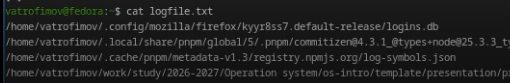 vatrofimov@fedora:~$ cat logfile.txt
/home/vatrofimov/.config/mozilla/firefox/kyyr8ss7.default-release/logins.db
/home/vatrofimov/.local/share/pnpm/global/5/.pnpm/commitizen@4.3.1_@types+node@25.3.3_t
/home/vatrofimov/.cache/pnpm/metadata-v1.3/registry.npmjs.org/log-symbols.json
/home/vatrofimov/work/study/2026-2027/Operation system/os-intro/template/presentation/p